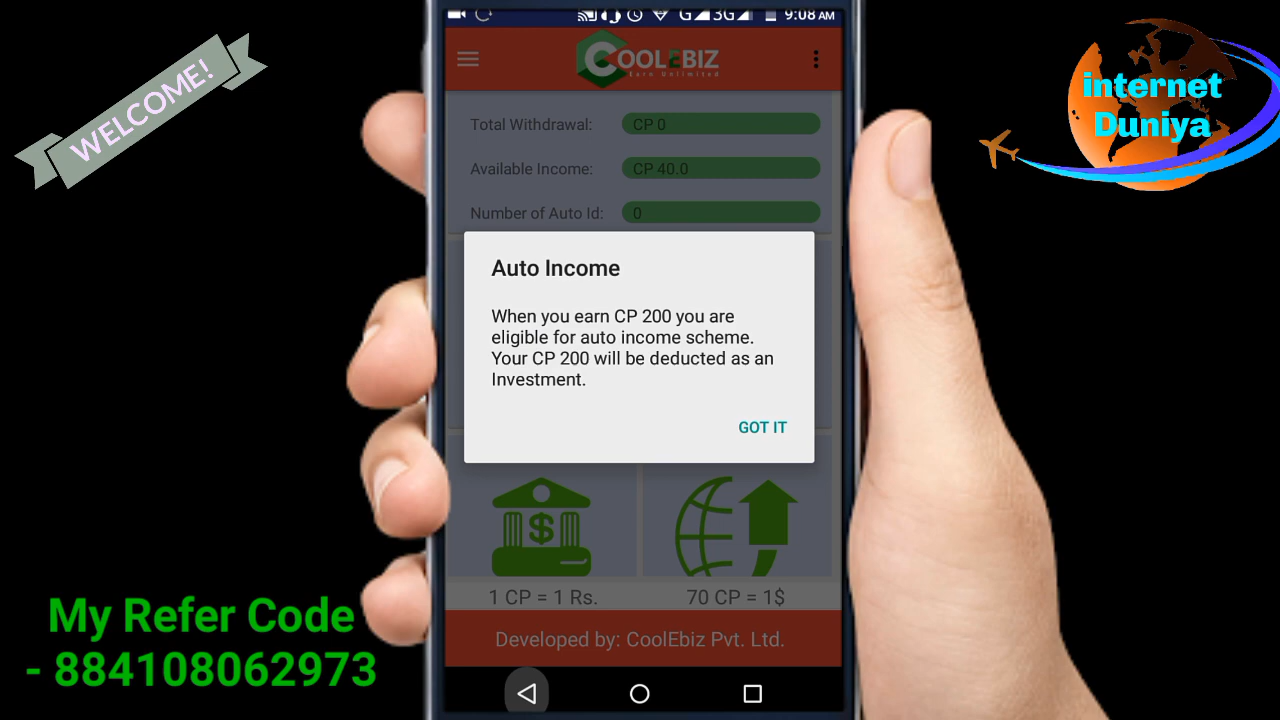 WELCOME!
G 3G 9:08 AM
COOLEBIZ
Earn Unlimited
internet
Duniya
Total Withdrawal: CP 0
Available Income: CP 40.0
Number of Auto Id: 0
Auto Income
When you earn CP 200 you are
eligible for auto income scheme.
Your CP 200 will be deducted as an
Investment.
GOT IT
$
1 CP = 1 Rs. 70 CP = 1$
Developed by: CoolEbiz Pvt. Ltd.
My Refer Code
- 884108062973